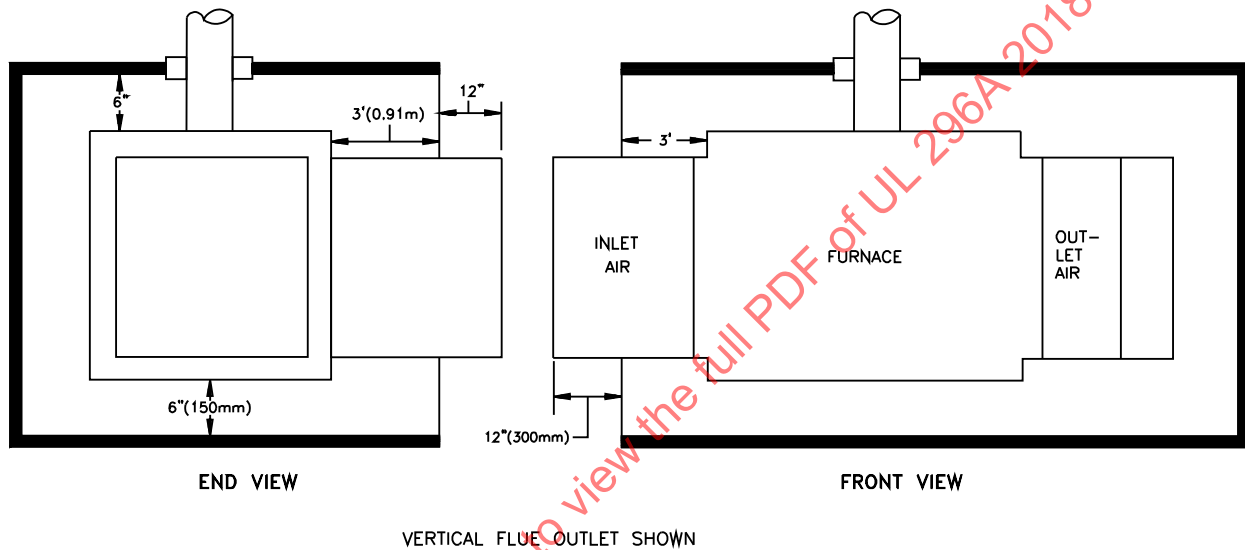 6"
3'(0.91m)
12"
6"(150mm)
END VIEW
3'
INLET
AIR
FURNACE
OUT-
LET
AIR
12"(300mm)
FRONT VIEW
VERTICAL FLUE OUTLET SHOWN
to view the full PDF of UL 296A 2018